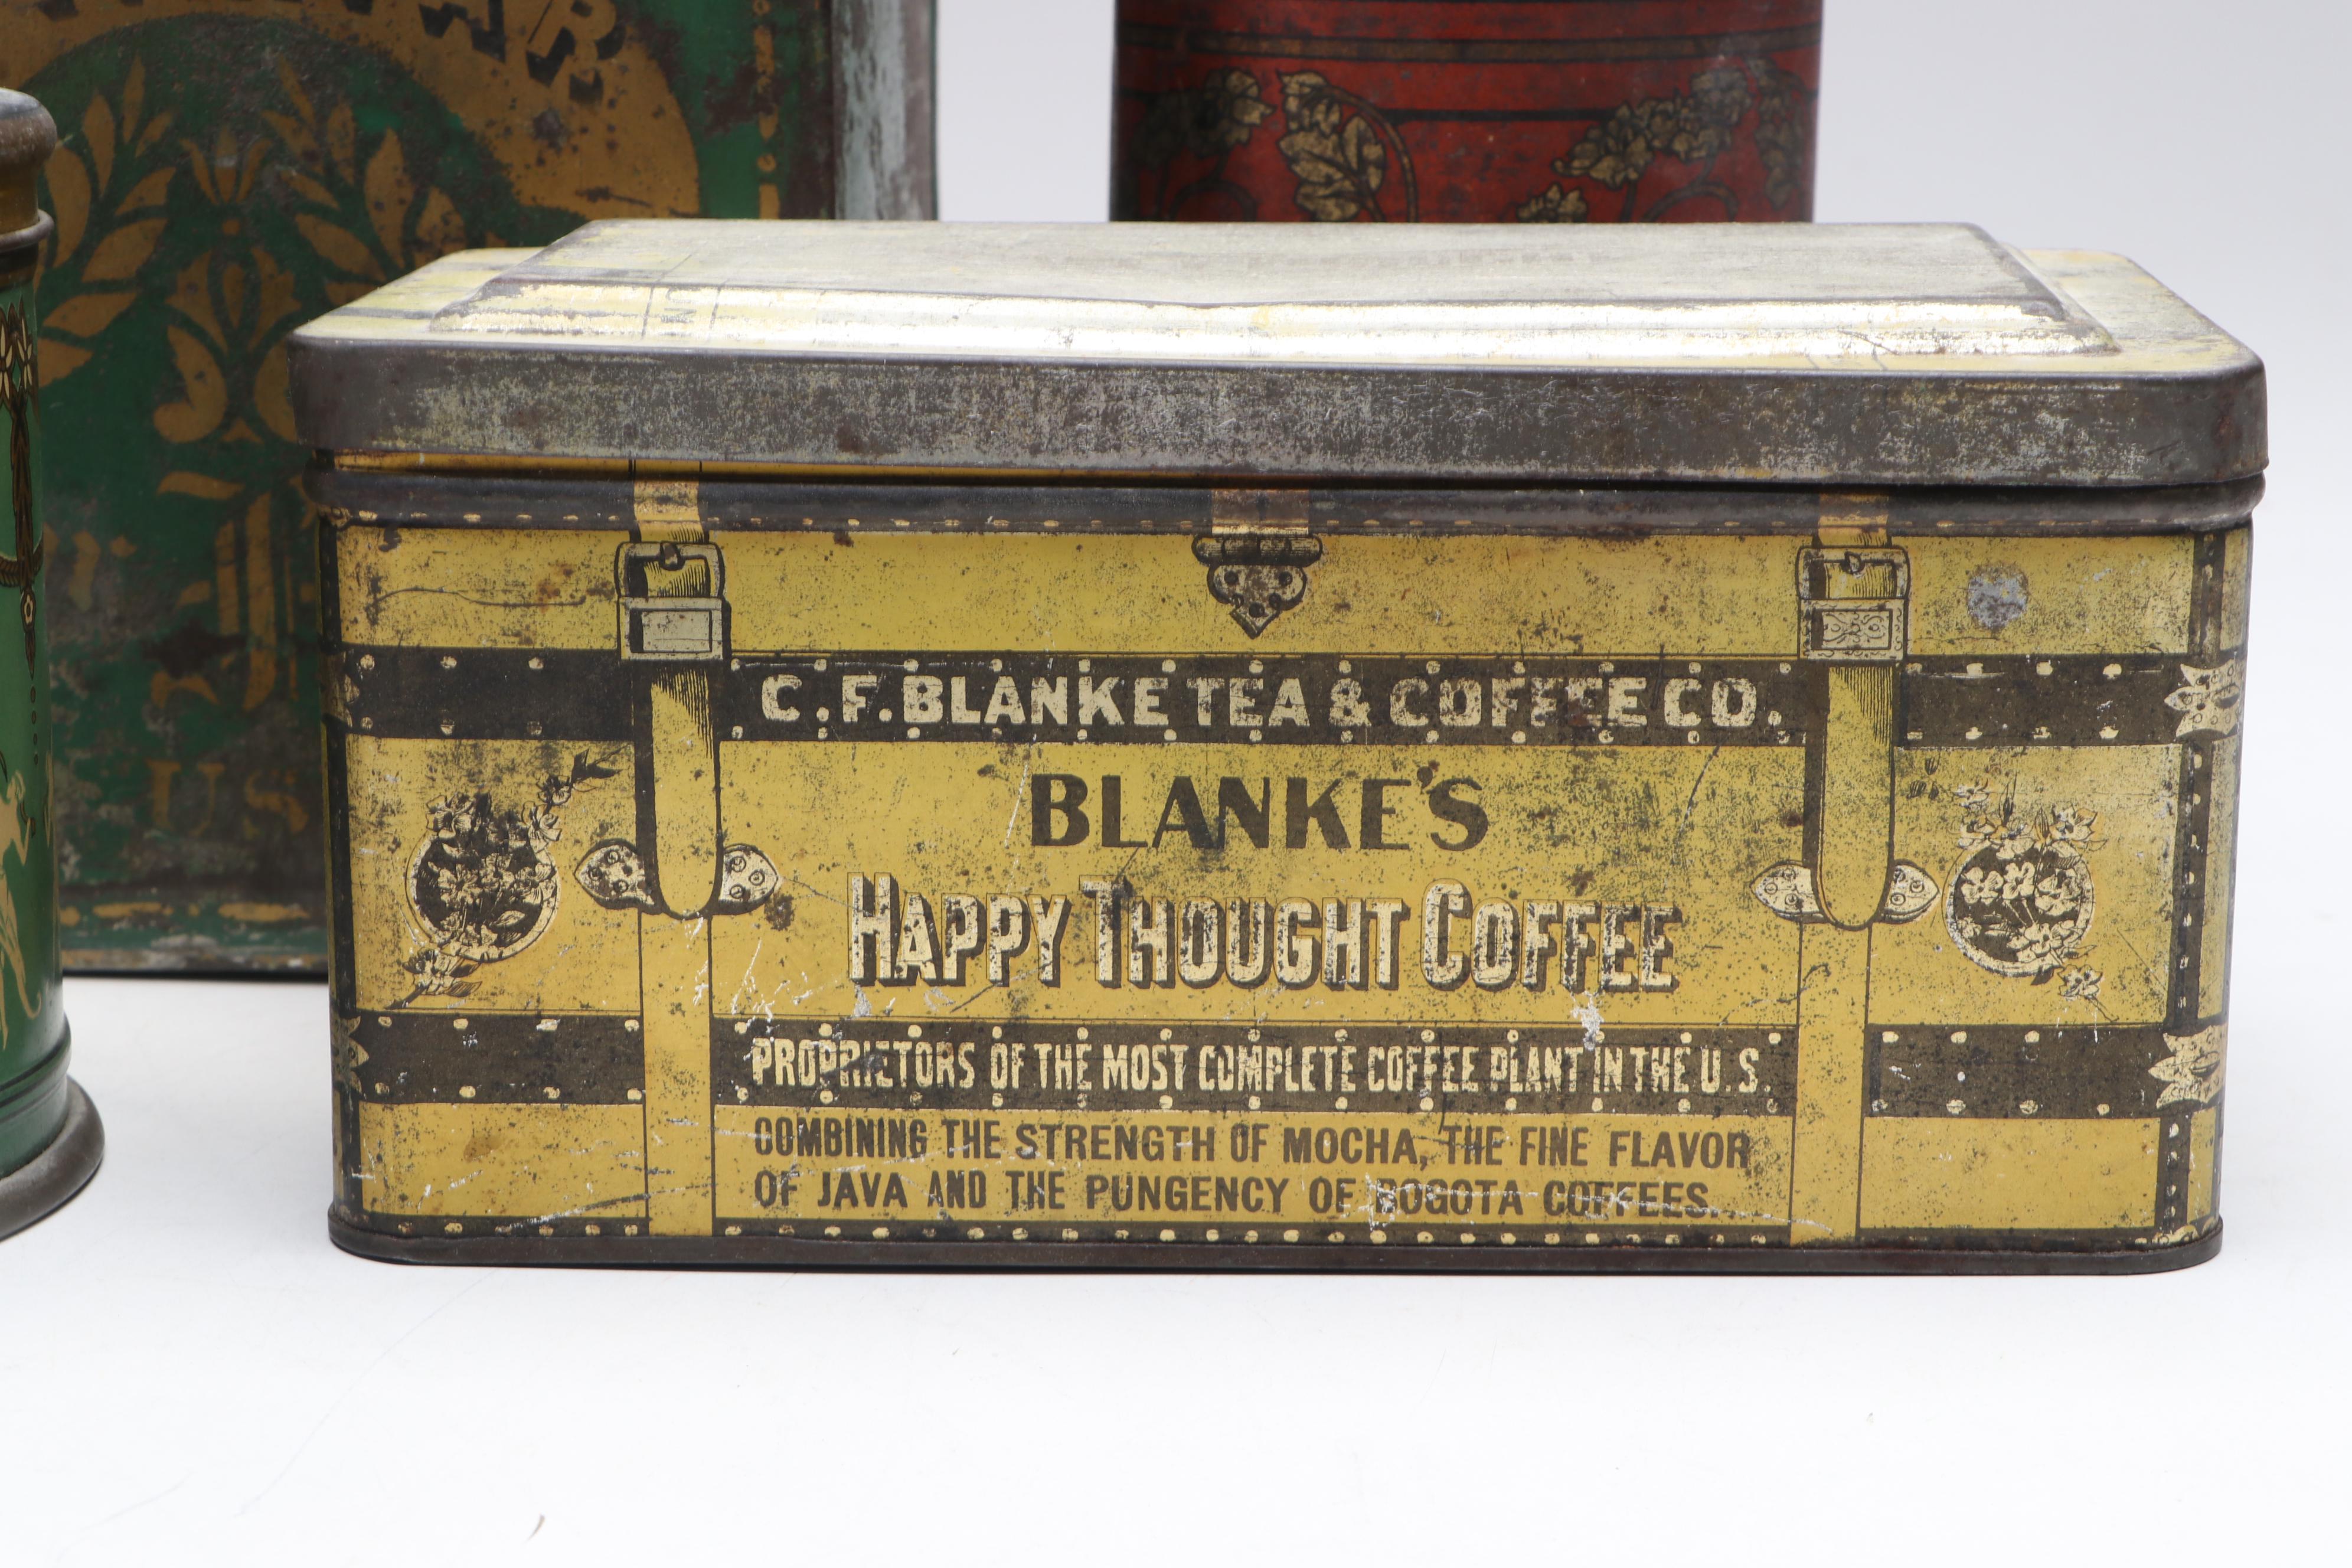 C.F. BLANKE TEA & COFFEE CO.
BLANKE'S
HAPPY THOUGHT COFFEE
PROPRIETORS OF THE MOST COMPLETE COFFEE PLANT IN THE U.S.
COMBINING THE STRENGTH OF MOCHA, THE FINE FLAVOR
OF JAVA AND THE PUNGENCY OF BOGOTA COFFEES.